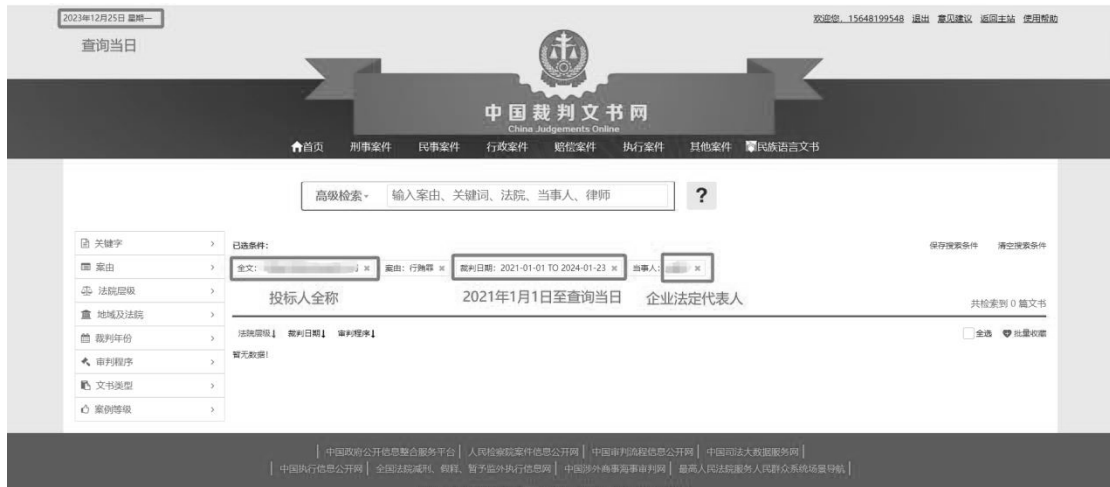 2023年12月25日 星期一
欢迎您，15648199548 退出 意见建议 返回主站 使用帮助
查询当日
中国裁判文书网
China Judgements Online
首页 刑事案件 民事案件 行政案件 赔偿案件 执行案件 其他案件 民族语言文书
高级检索 输入案由、关键词、法院、当事人、律师 ?
关键字
已选条件： 保存搜索条件 清空搜索条件
案由
全文： × 案由：行贿罪 × 裁判日期：2021-01-01 TO 2024-01-23 × 当事人： ×
法院层级
投标人全称 2021年1月1日至查询当日 企业法定代表人
共检索到 0 篇文书
地域及法院
裁判年份
法院层级↓ 裁判日期↓ 审判程序↓ 全选 批量收藏
暂无数据!
审判程序
文书类型
案例等级
中国政府公开信息整合服务平台 | 人民检察院案件信息公开网 | 中国审判流程信息公开网 | 中国司法大数据服务网 |
中国执行信息公开网 | 全国法院减刑、假释、暂予监外执行信息网 | 中国涉外商事海事审判网 | 最高人民法院服务人民群众系统场景导航 |